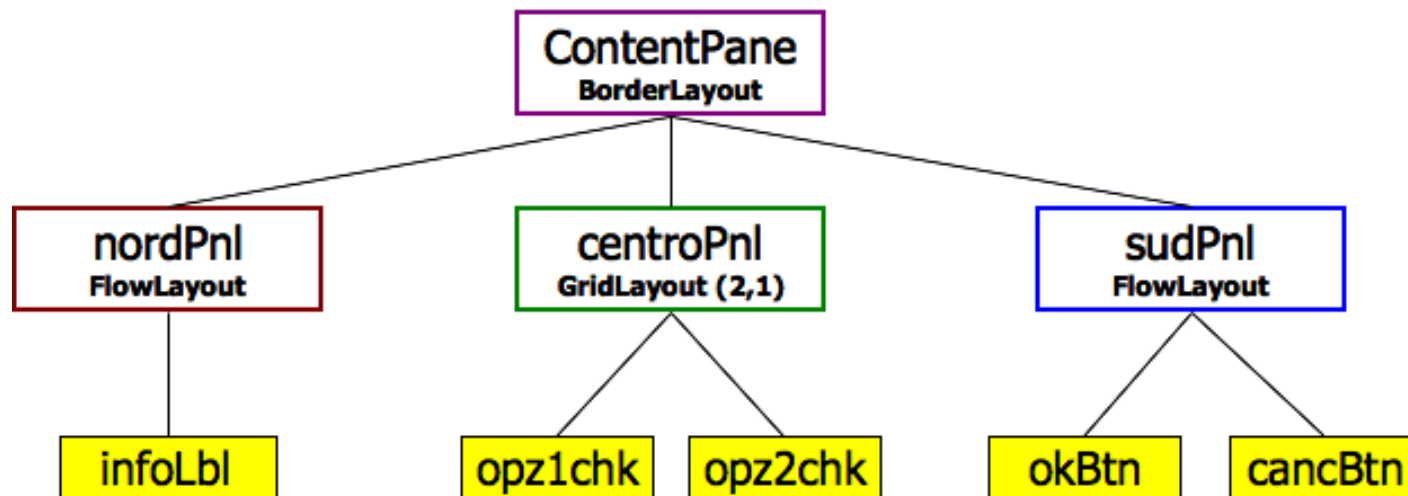 ContentPane
BorderLayout
nordPnl
FlowLayout
centroPnl
GridLayout (2,1)
sudPnl
FlowLayout
infoLbl
opz1chk
opz2chk
okBtn
cancBtn